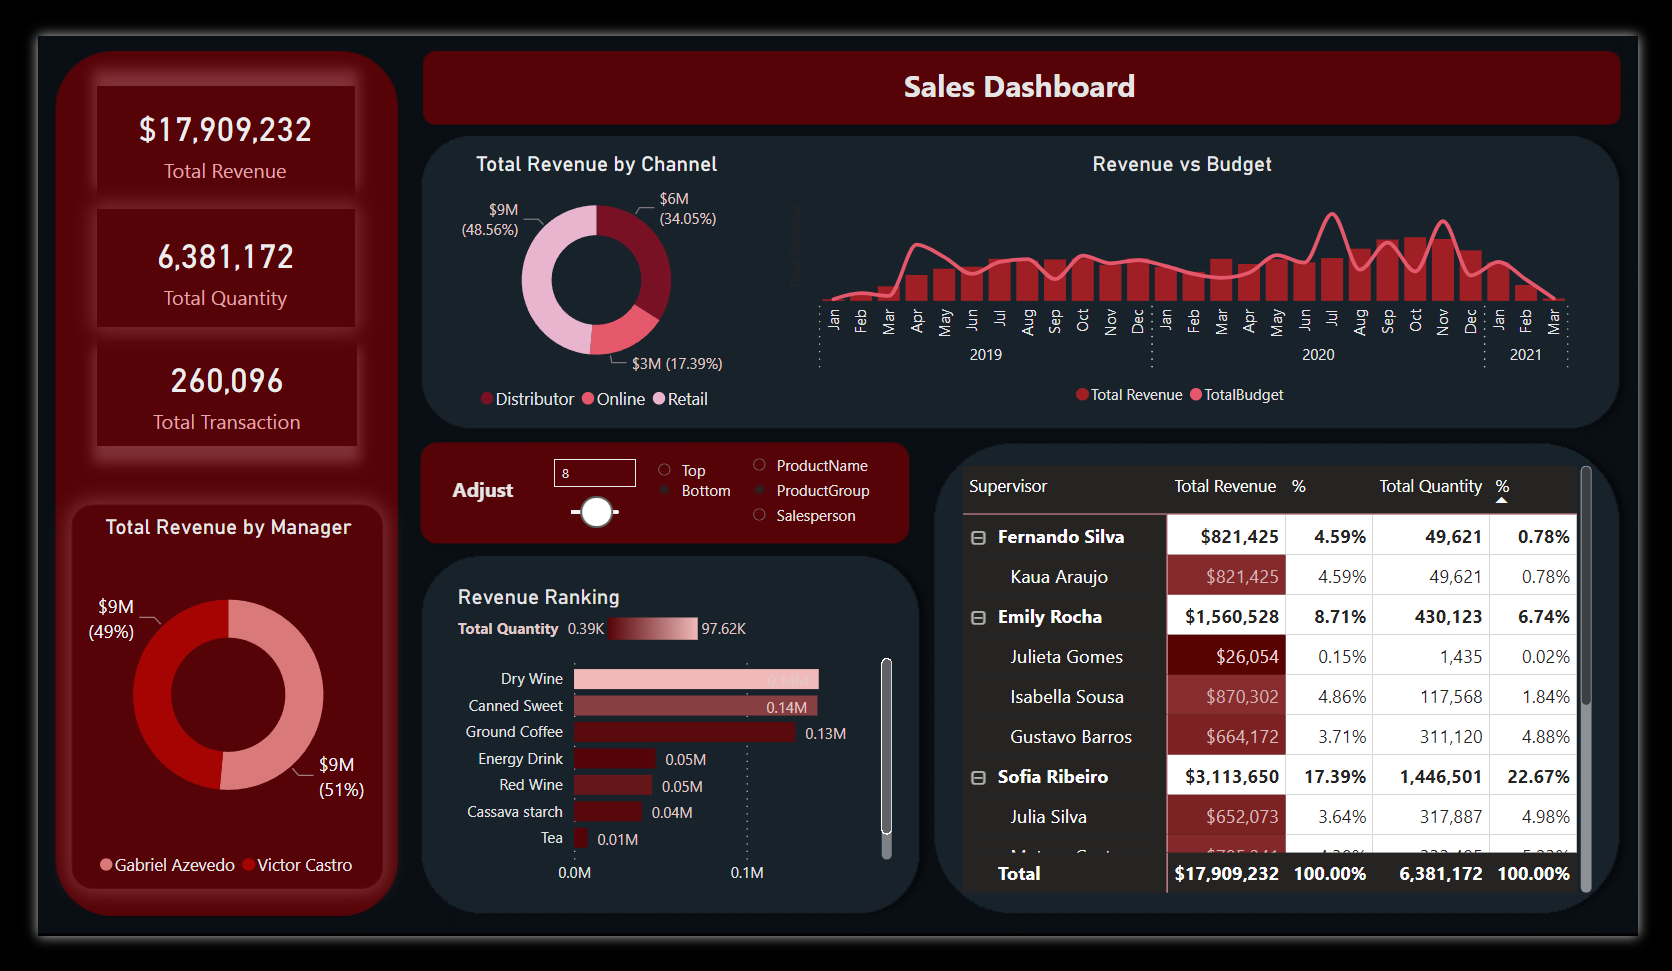 $17,909,232
Total Revenue
6,381,172
Total Quantity
260,096
Total Transaction
Total Revenue by Manager
$9M
(49%)
$9M
(51%)
Gabriel Azevedo Victor Castro
Sales Dashboard
Total Revenue by Channel
$9M
(48.56%)
$6M
(34.05%)
$3M (17.39%)
Distributor Online Retail
Revenue vs Budget
Jan Feb Mar Apr May Jun Jul Aug Sep Oct Nov Dec Jan Feb Mar Apr May Jun Jul Aug Sep Oct Nov Dec Jan Feb Mar
2019 2020 2021
Total Revenue TotalBudget
Adjust
8
Top
Bottom
ProductName
ProductGroup
Salesperson
Revenue Ranking
Total Quantity 0.39K 97.62K
Dry Wine 0.14M
Canned Sweet 0.14M
Ground Coffee 0.13M
Energy Drink 0.05M
Red Wine 0.05M
Cassava starch 0.04M
Tea 0.01M
0.0M 0.1M
Supervisor Total Revenue % Total Quantity %
Fernando Silva $821,425 4.59% 49,621 0.78%
Kaua Araujo $821,425 4.59% 49,621 0.78%
Emily Rocha $1,560,528 8.71% 430,123 6.74%
Julieta Gomes $26,054 0.15% 1,435 0.02%
Isabella Sousa $870,302 4.86% 117,568 1.84%
Gustavo Barros $664,172 3.71% 311,120 4.88%
Sofia Ribeiro $3,113,650 17.39% 1,446,501 22.67%
Julia Silva $652,073 3.64% 317,887 4.98%
Total $17,909,232 100.00% 6,381,172 100.00%